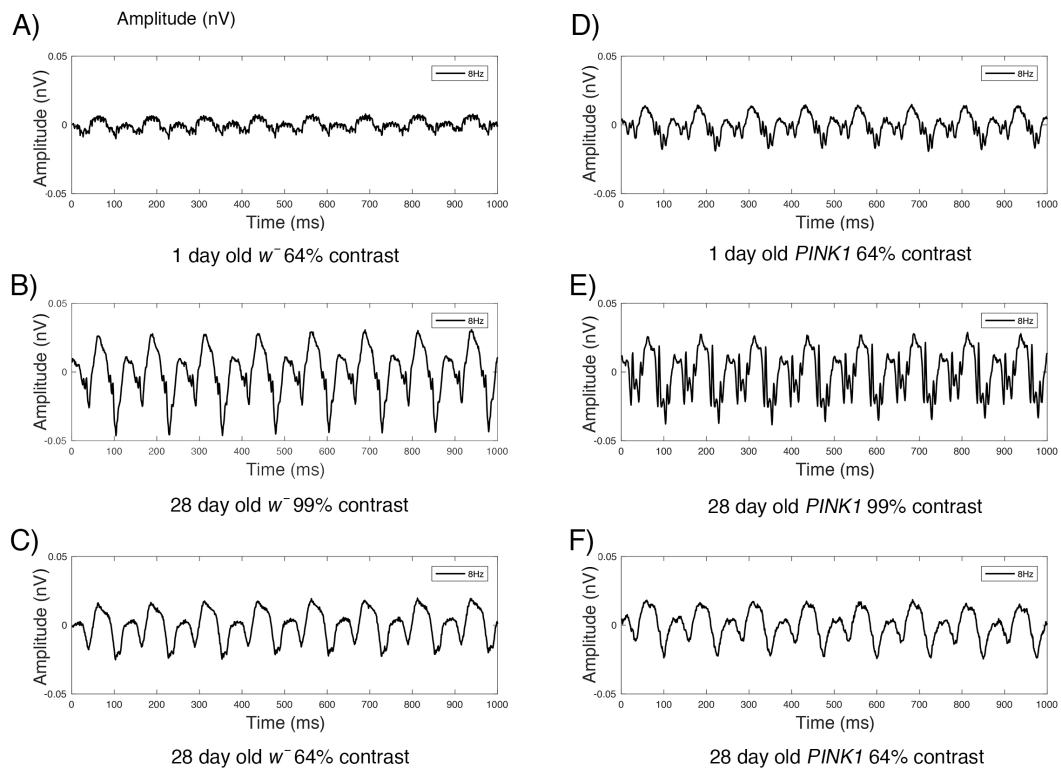 Amplitude (nV)
A)
0.05
0
-0.05
Amplitude (nV)
8Hz
0 100 200 300 400 500 600 700 800 900 1000
Time (ms)
1 day old w⁻ 64% contrast
B)
0.05
0
-0.05
Amplitude (nV)
8Hz
0 100 200 300 400 500 600 700 800 900 1000
Time (ms)
28 day old w⁻ 99% contrast
C)
0.05
0
-0.05
Amplitude (nV)
8Hz
0 100 200 300 400 500 600 700 800 900 1000
Time (ms)
28 day old w⁻ 64% contrast
D)
0.05
0
-0.05
Amplitude (nV)
8Hz
0 100 200 300 400 500 600 700 800 900 1000
Time (ms)
1 day old PINK1 64% contrast
E)
0.05
0
-0.05
Amplitude (nV)
8Hz
0 100 200 300 400 500 600 700 800 900 1000
Time (ms)
28 day old PINK1 99% contrast
F)
0.05
0
-0.05
Amplitude (nV)
8Hz
0 100 200 300 400 500 600 700 800 900 1000
Time (ms)
28 day old PINK1 64% contrast